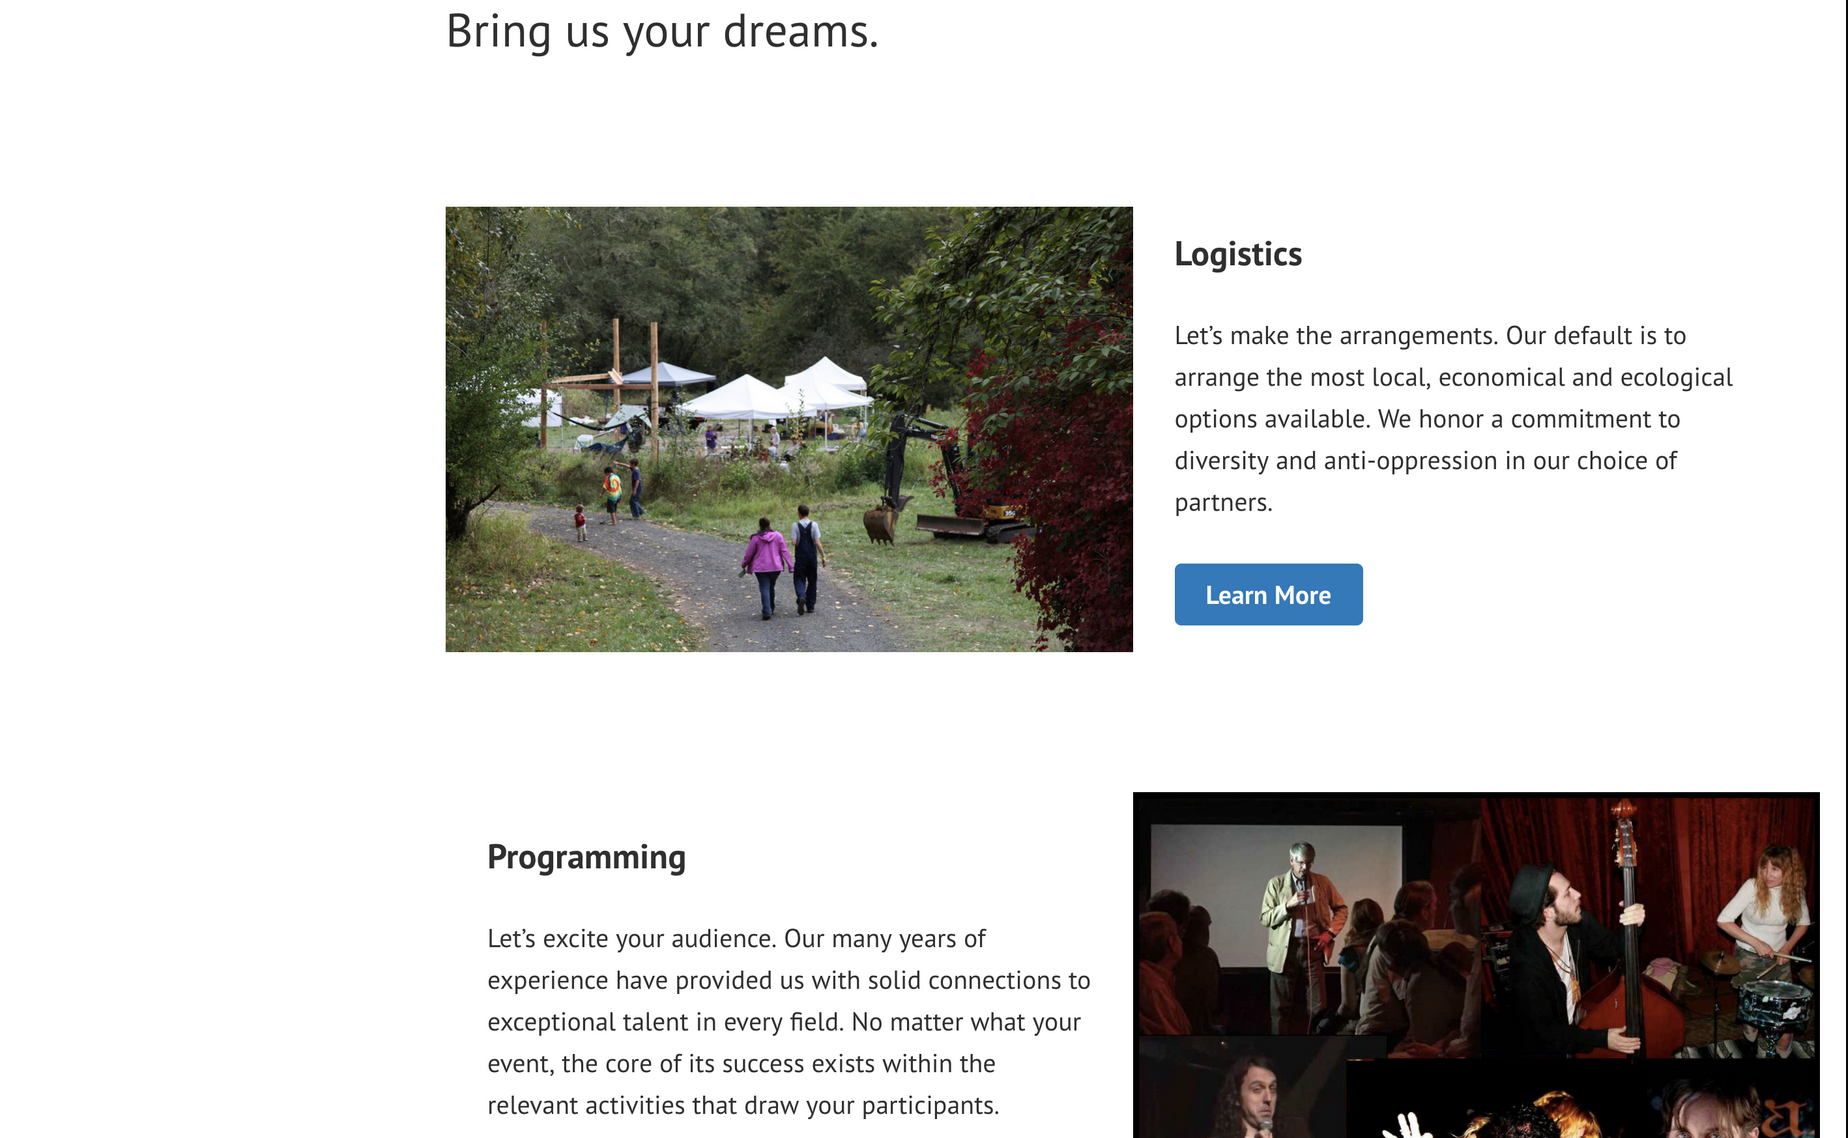 Bring us your dreams.
Logistics
Let’s make the arrangements. Our default is to
arrange the most local, economical and ecological
options available. We honor a commitment to
diversity and anti-oppression in our choice of
partners.
Learn More
Programming
Let’s excite your audience. Our many years of
experience have provided us with solid connections to
exceptional talent in every field. No matter what your
event, the core of its success exists within the
relevant activities that draw your participants.